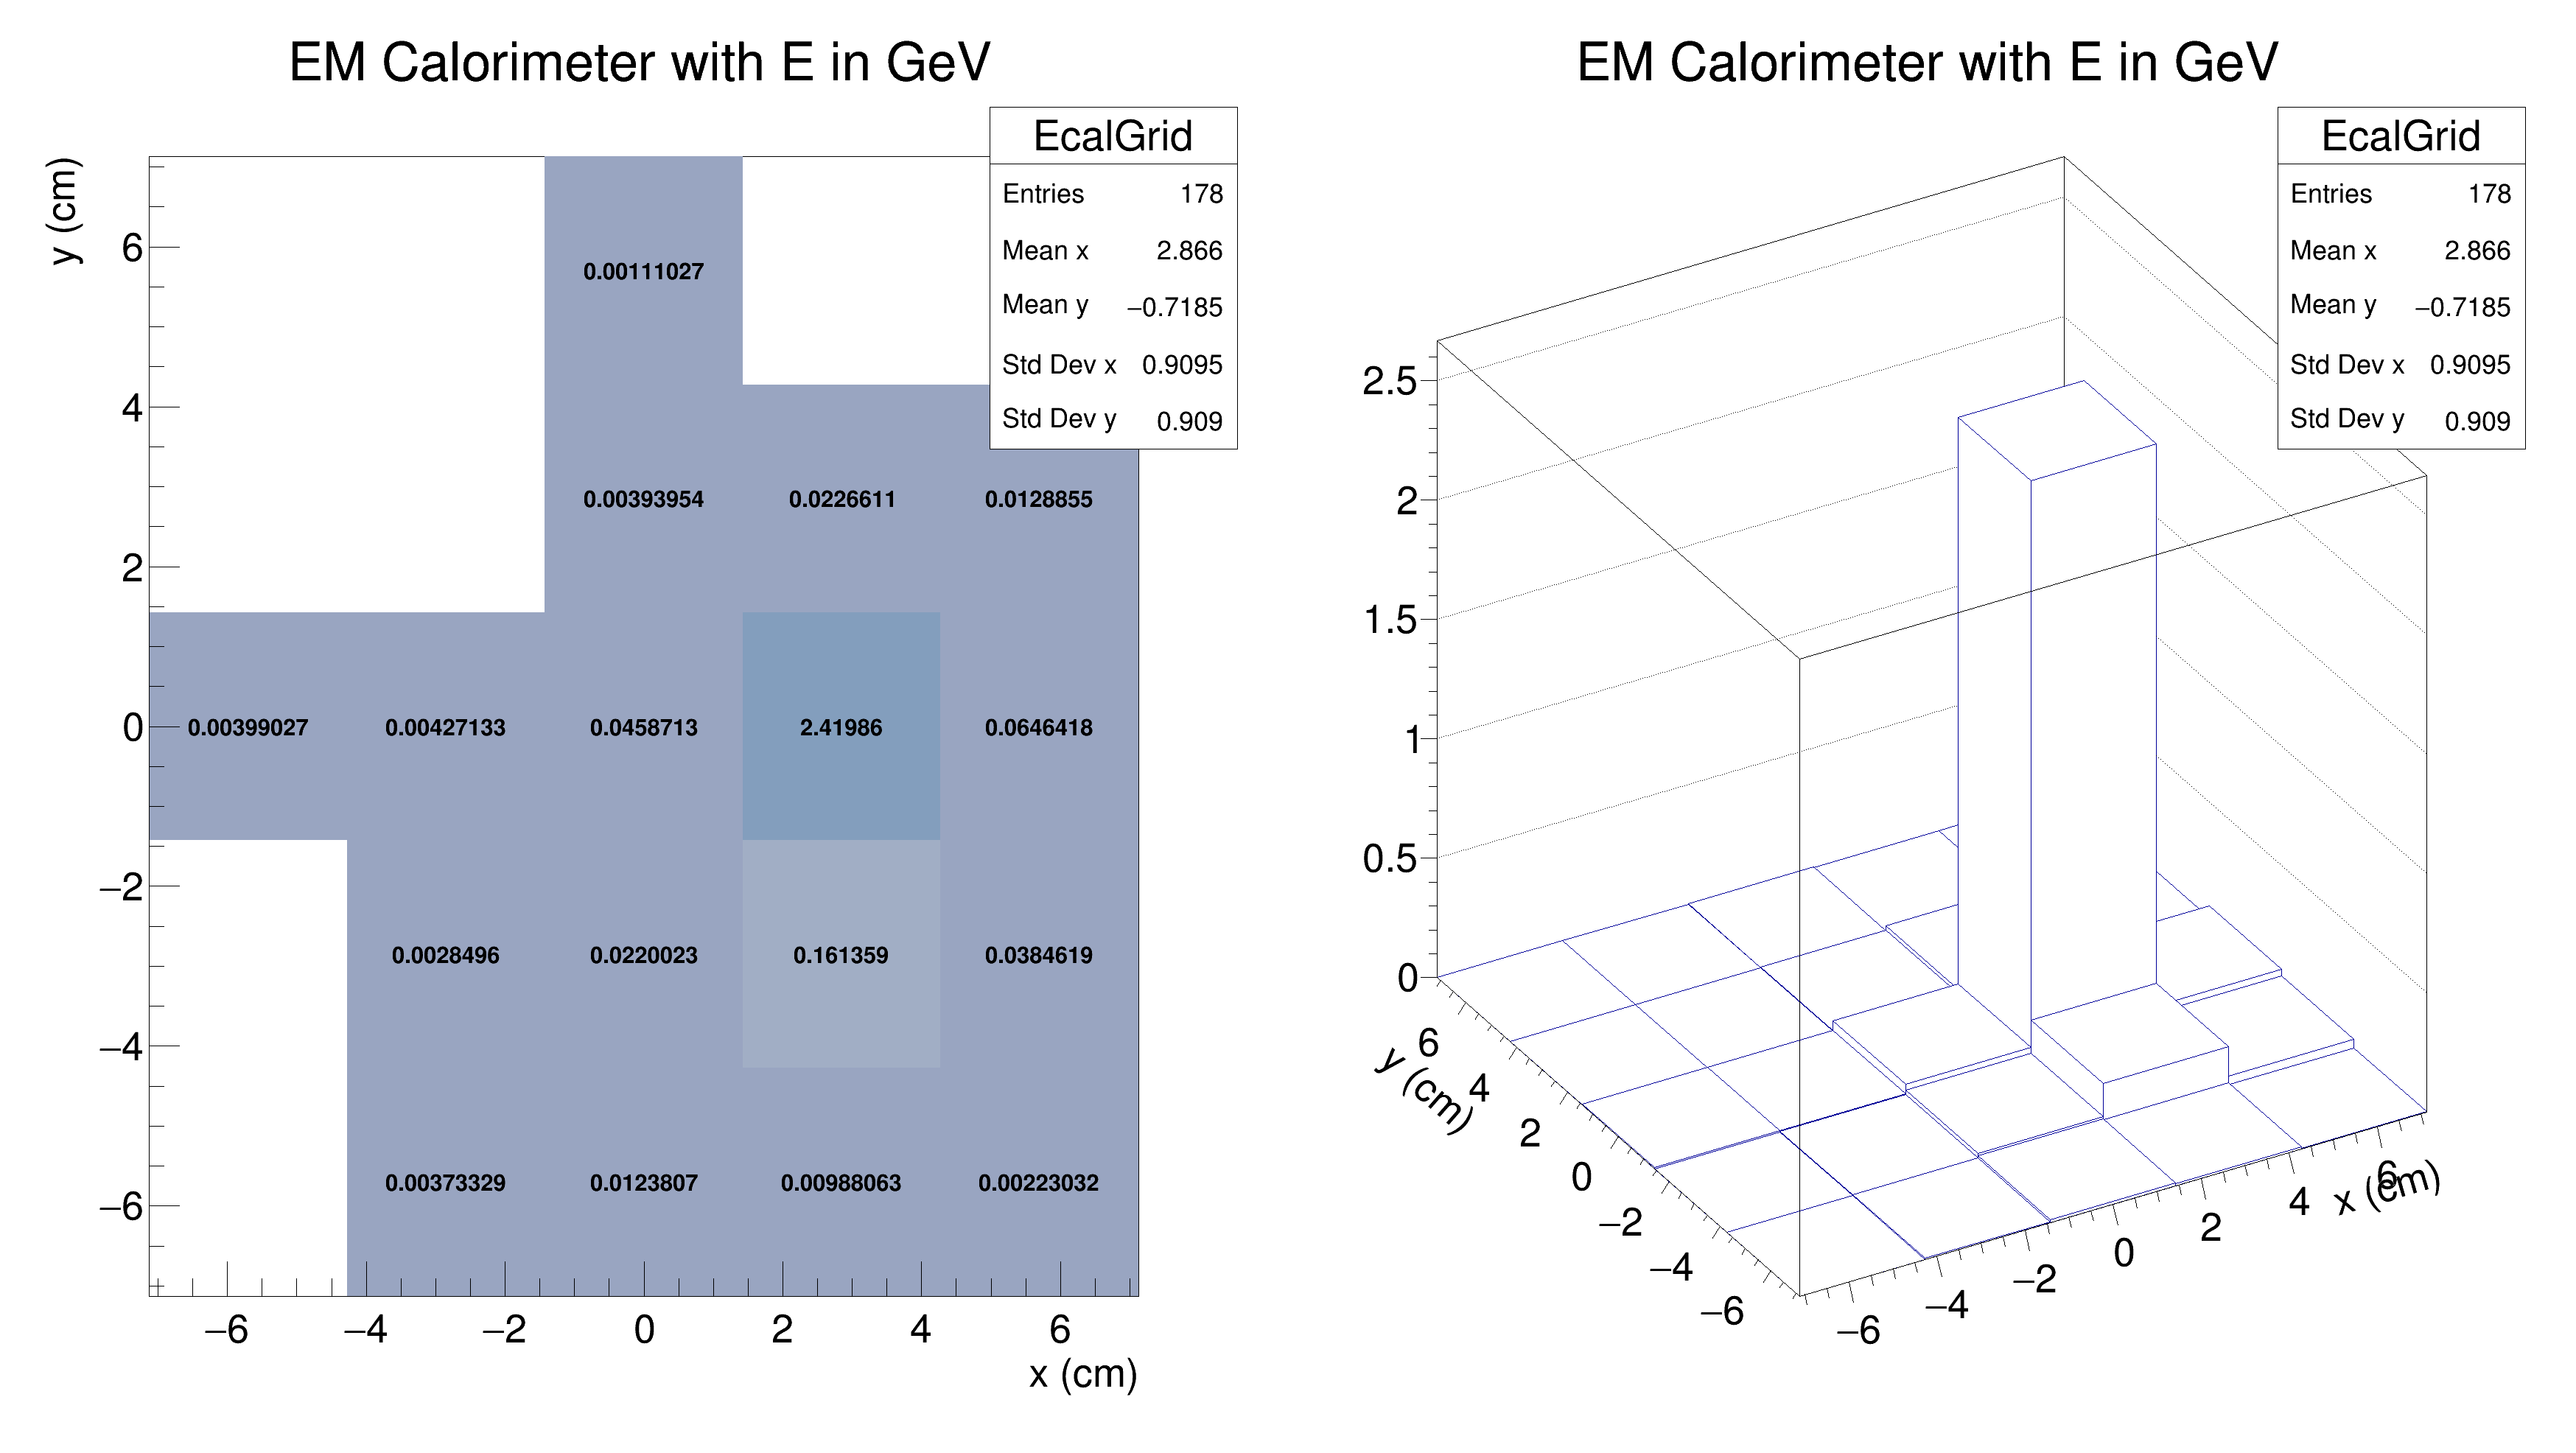 EM Calorimeter with E in GeV
EcalGrid
Entries 178
Mean x 2.866
Mean y −0.7185
Std Dev x 0.9095
Std Dev y 0.909
y (cm)
6
4
2
0
−2
−4
−6
0.00111027
0.00393954 0.0226611 0.0128855
0.00399027 0.00427133 0.0458713 2.41986 0.0646418
0.0028496 0.0220023 0.161359 0.0384619
0.00373329 0.0123807 0.00988063 0.00223032
−6 −4 −2 0 2 4 6
x (cm)
EM Calorimeter with E in GeV
EcalGrid
Entries 178
Mean x 2.866
Mean y −0.7185
Std Dev x 0.9095
Std Dev y 0.909
2.5
2
1.5
1
0.5
0
y (cm)
6
4
2
0
−2
−4
−6
−6 −4 −2 0 2 4 6
x (cm)